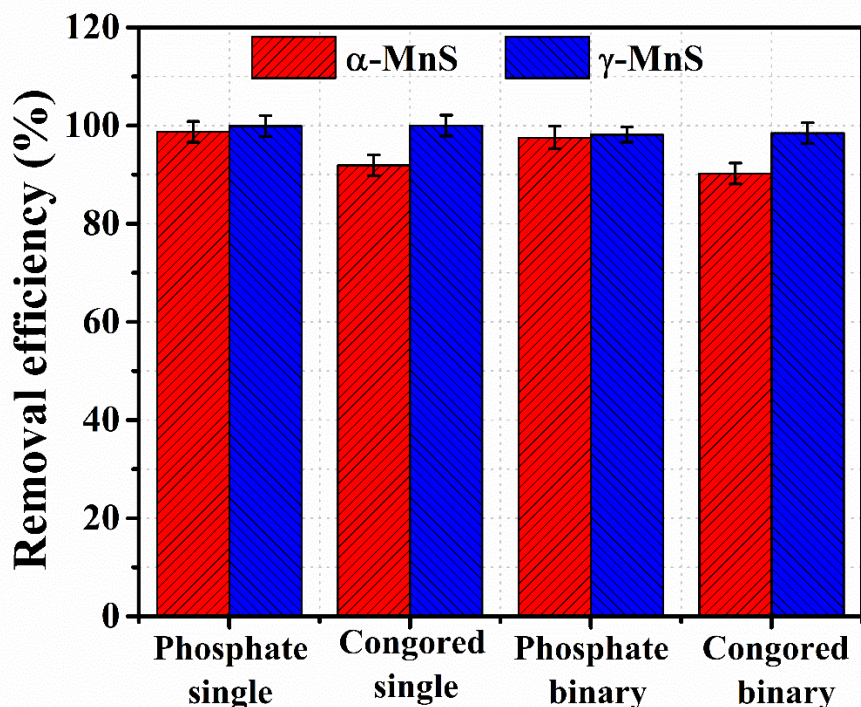 Removal efficiency (%)
120
100
80
60
40
20
0
α-MnS
γ-MnS
Phosphate
single
Congored
single
Phosphate
binary
Congored
binary